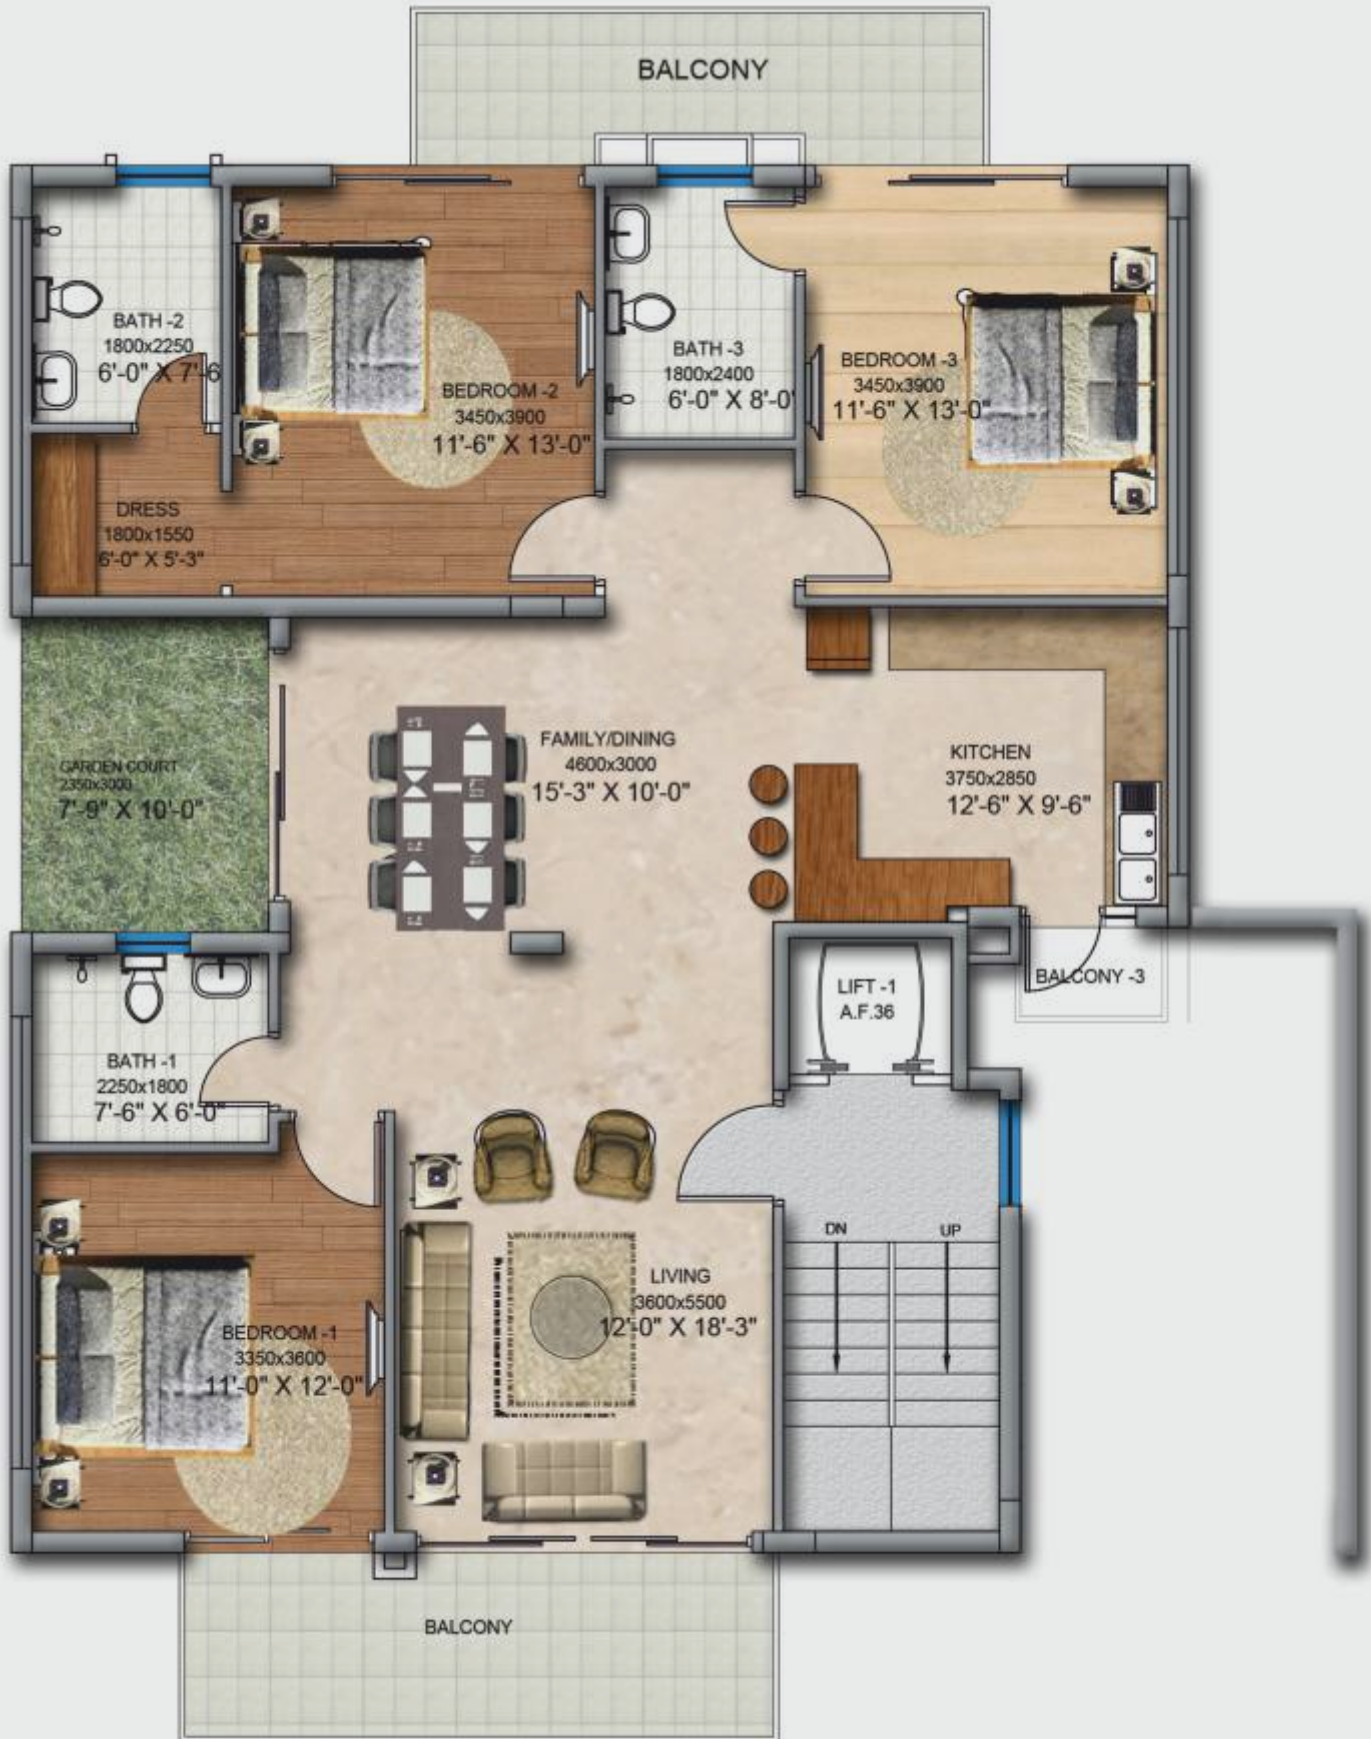 BALCONY
BATH -2
1800x2250
6'-0" X 7'-6
BEDROOM -2
3450x3900
11'-6" X 13'-0"
BATH -3
1800x2400
6'-0" X 8'-0'
BEDROOM -3
3450x3900
11'-6" X 13'-0"
DRESS
1800x1550
6'-0" X 5'-3"
GARDEN COURT
2350x3000
7'-9" X 10'-0"
FAMILY/DINING
4600x3000
15'-3" X 10'-0"
KITCHEN
3750x2850
12'-6" X 9'-6"
LIFT -1
A.F.36
BALCONY -3
BATH -1
2250x1800
7'-6" X 6'-0"
DN
UP
LIVING
3600x5500
12'-0" X 18'-3"
BEDROOM -1
3350x3600
11'-0" X 12'-0"
BALCONY